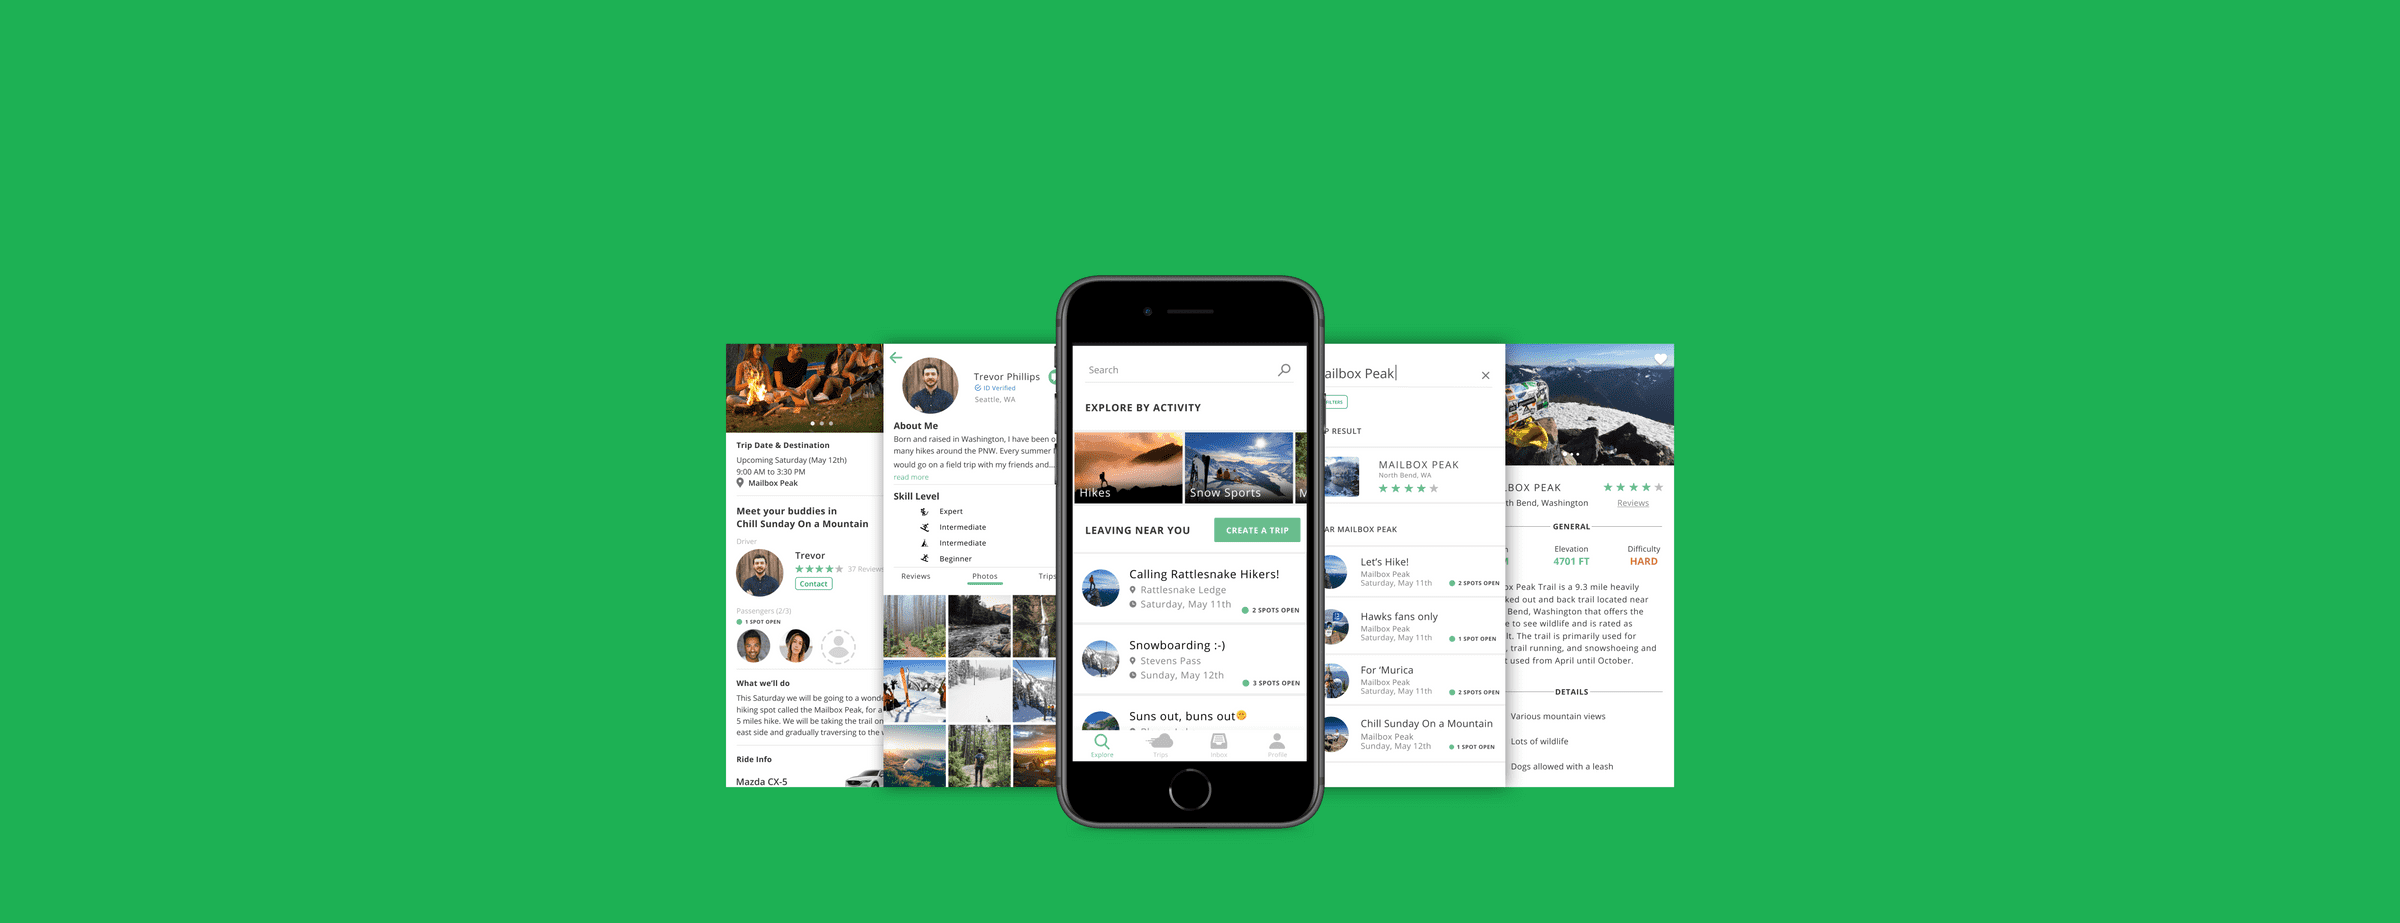 Trip Date & Destination
Upcoming Saturday (May 12th)
9:00 AM to 3:30 PM
Mailbox Peak
Meet your buddies in
Chill Sunday On a Mountain
Driver
Trevor
37 Reviews
Contact
Passengers (2/3)
1 SPOT OPEN
What we'll do
This Saturday we will be going to a
hiking spot called the Mailbox Peak, for a
5 miles hike. We will be taking the trail on
east side and gradually traversing to the
Ride Info
Mazda CX-5
Trevor Phillips
ID Verified
Seattle, WA
About Me
Born and raised in Washington, I have been
many hikes around the PNW. Every summer
would go on a field trip with my friends and...
read more
Skill Level
Expert
Intermediate
Intermediate
Beginner
Reviews Photos Trips
Search
EXPLORE BY ACTIVITY
Hikes
Snow Sports
M
LEAVING NEAR YOU
CREATE A TRIP
Calling Rattlesnake Hikers!
Rattlesnake Ledge
Saturday, May 11th
2 SPOTS OPEN
Snowboarding :-)
Stevens Pass
Sunday, May 12th
3 SPOTS OPEN
Suns out, buns out😬
Explore Trips Inbox Profile
ailbox Peak
FILTERS
P RESULT
MAILBOX PEAK
North Bend, WA
AR MAILBOX PEAK
Let's Hike!
Mailbox Peak
Saturday, May 11th
2 SPOTS OPEN
Hawks fans only
Mailbox Peak
Saturday, May 11th
1 SPOT OPEN
For ‘Murica
Mailbox Peak
Saturday, May 11th
2 SPOTS OPEN
Chill Sunday On a Mountain
Mailbox Peak
Sunday, May 12th
1 SPOT OPEN
LBOX PEAK
th Bend, Washington
Reviews
GENERAL
Elevation
4701 FT
Difficulty
HARD
ox Peak Trail is a 9.3 mile heavily
ked out and back trail located near
Bend, Washington that offers the
e to see wildlife and is rated as
lt. The trail is primarily used for
, trail running, and snowshoeing and
t used from April until October.
DETAILS
Various mountain views
Lots of wildlife
Dogs allowed with a leash